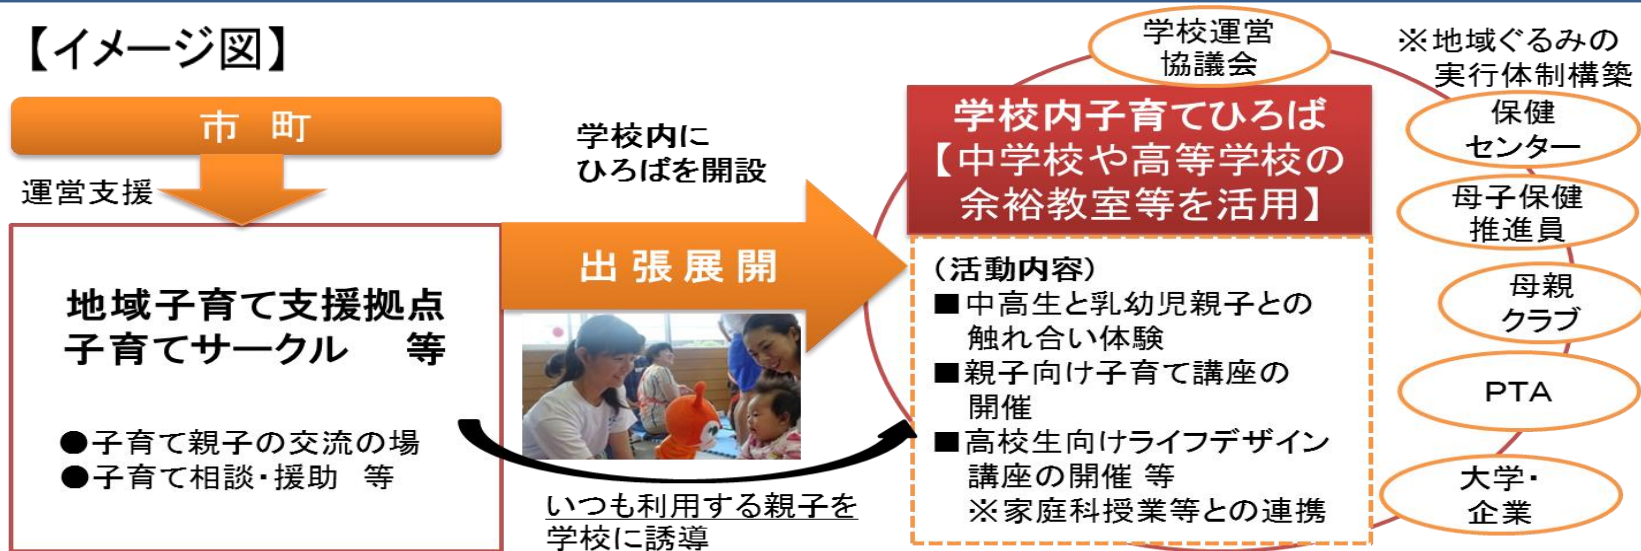 【イメージ図】
市 町
運営支援
地域子育て支援拠点
子育てサークル 等
●子育て親子の交流の場
●子育て相談・援助 等
学校内に
ひろばを開設
出張展開
いつも利用する親子を
学校に誘導
学校内子育てひろば
【中学校や高等学校の
余裕教室等を活用】
(活動内容)
■中高生と乳幼児親子との
触れ合い体験
■親子向け子育て講座の
開催
■高校生向けライフデザイン
講座の開催 等
※家庭科授業等との連携
学校運営
協議会
※地域ぐるみの
実行体制構築
保健
センター
母子保健
推進員
母親
クラブ
PTA
大学・
企業